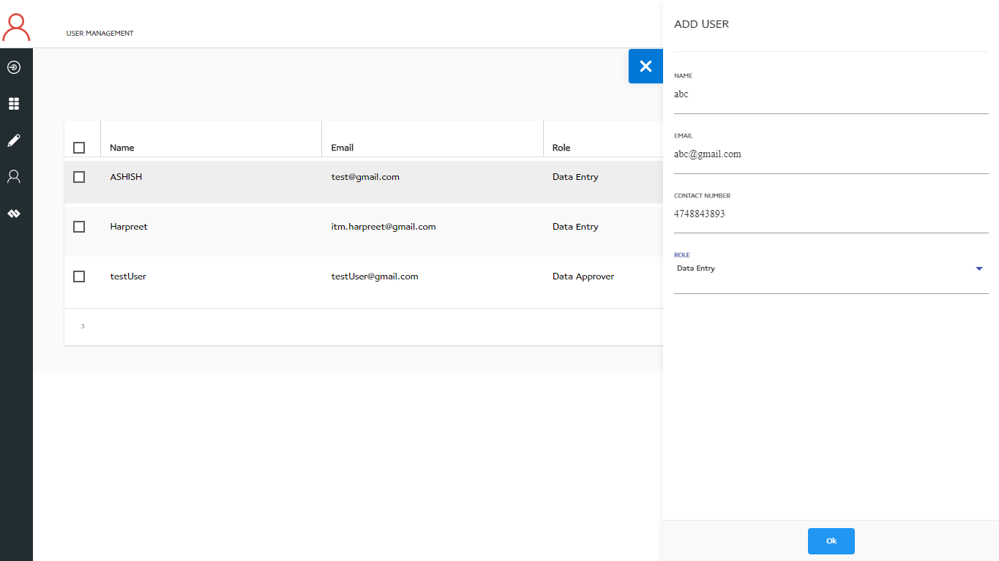 USER MANAGEMENT
Name Email Role
ASHISH test@gmail.com Data Entry
Harpreet itm.harpreet@gmail.com Data Entry
testUser testUser@gmail.com Data Approver
3
ADD USER
NAME
abc
EMAIL
abc@gmail.com
CONTACT NUMBER
4748843893
ROLE
Data Entry
Ok